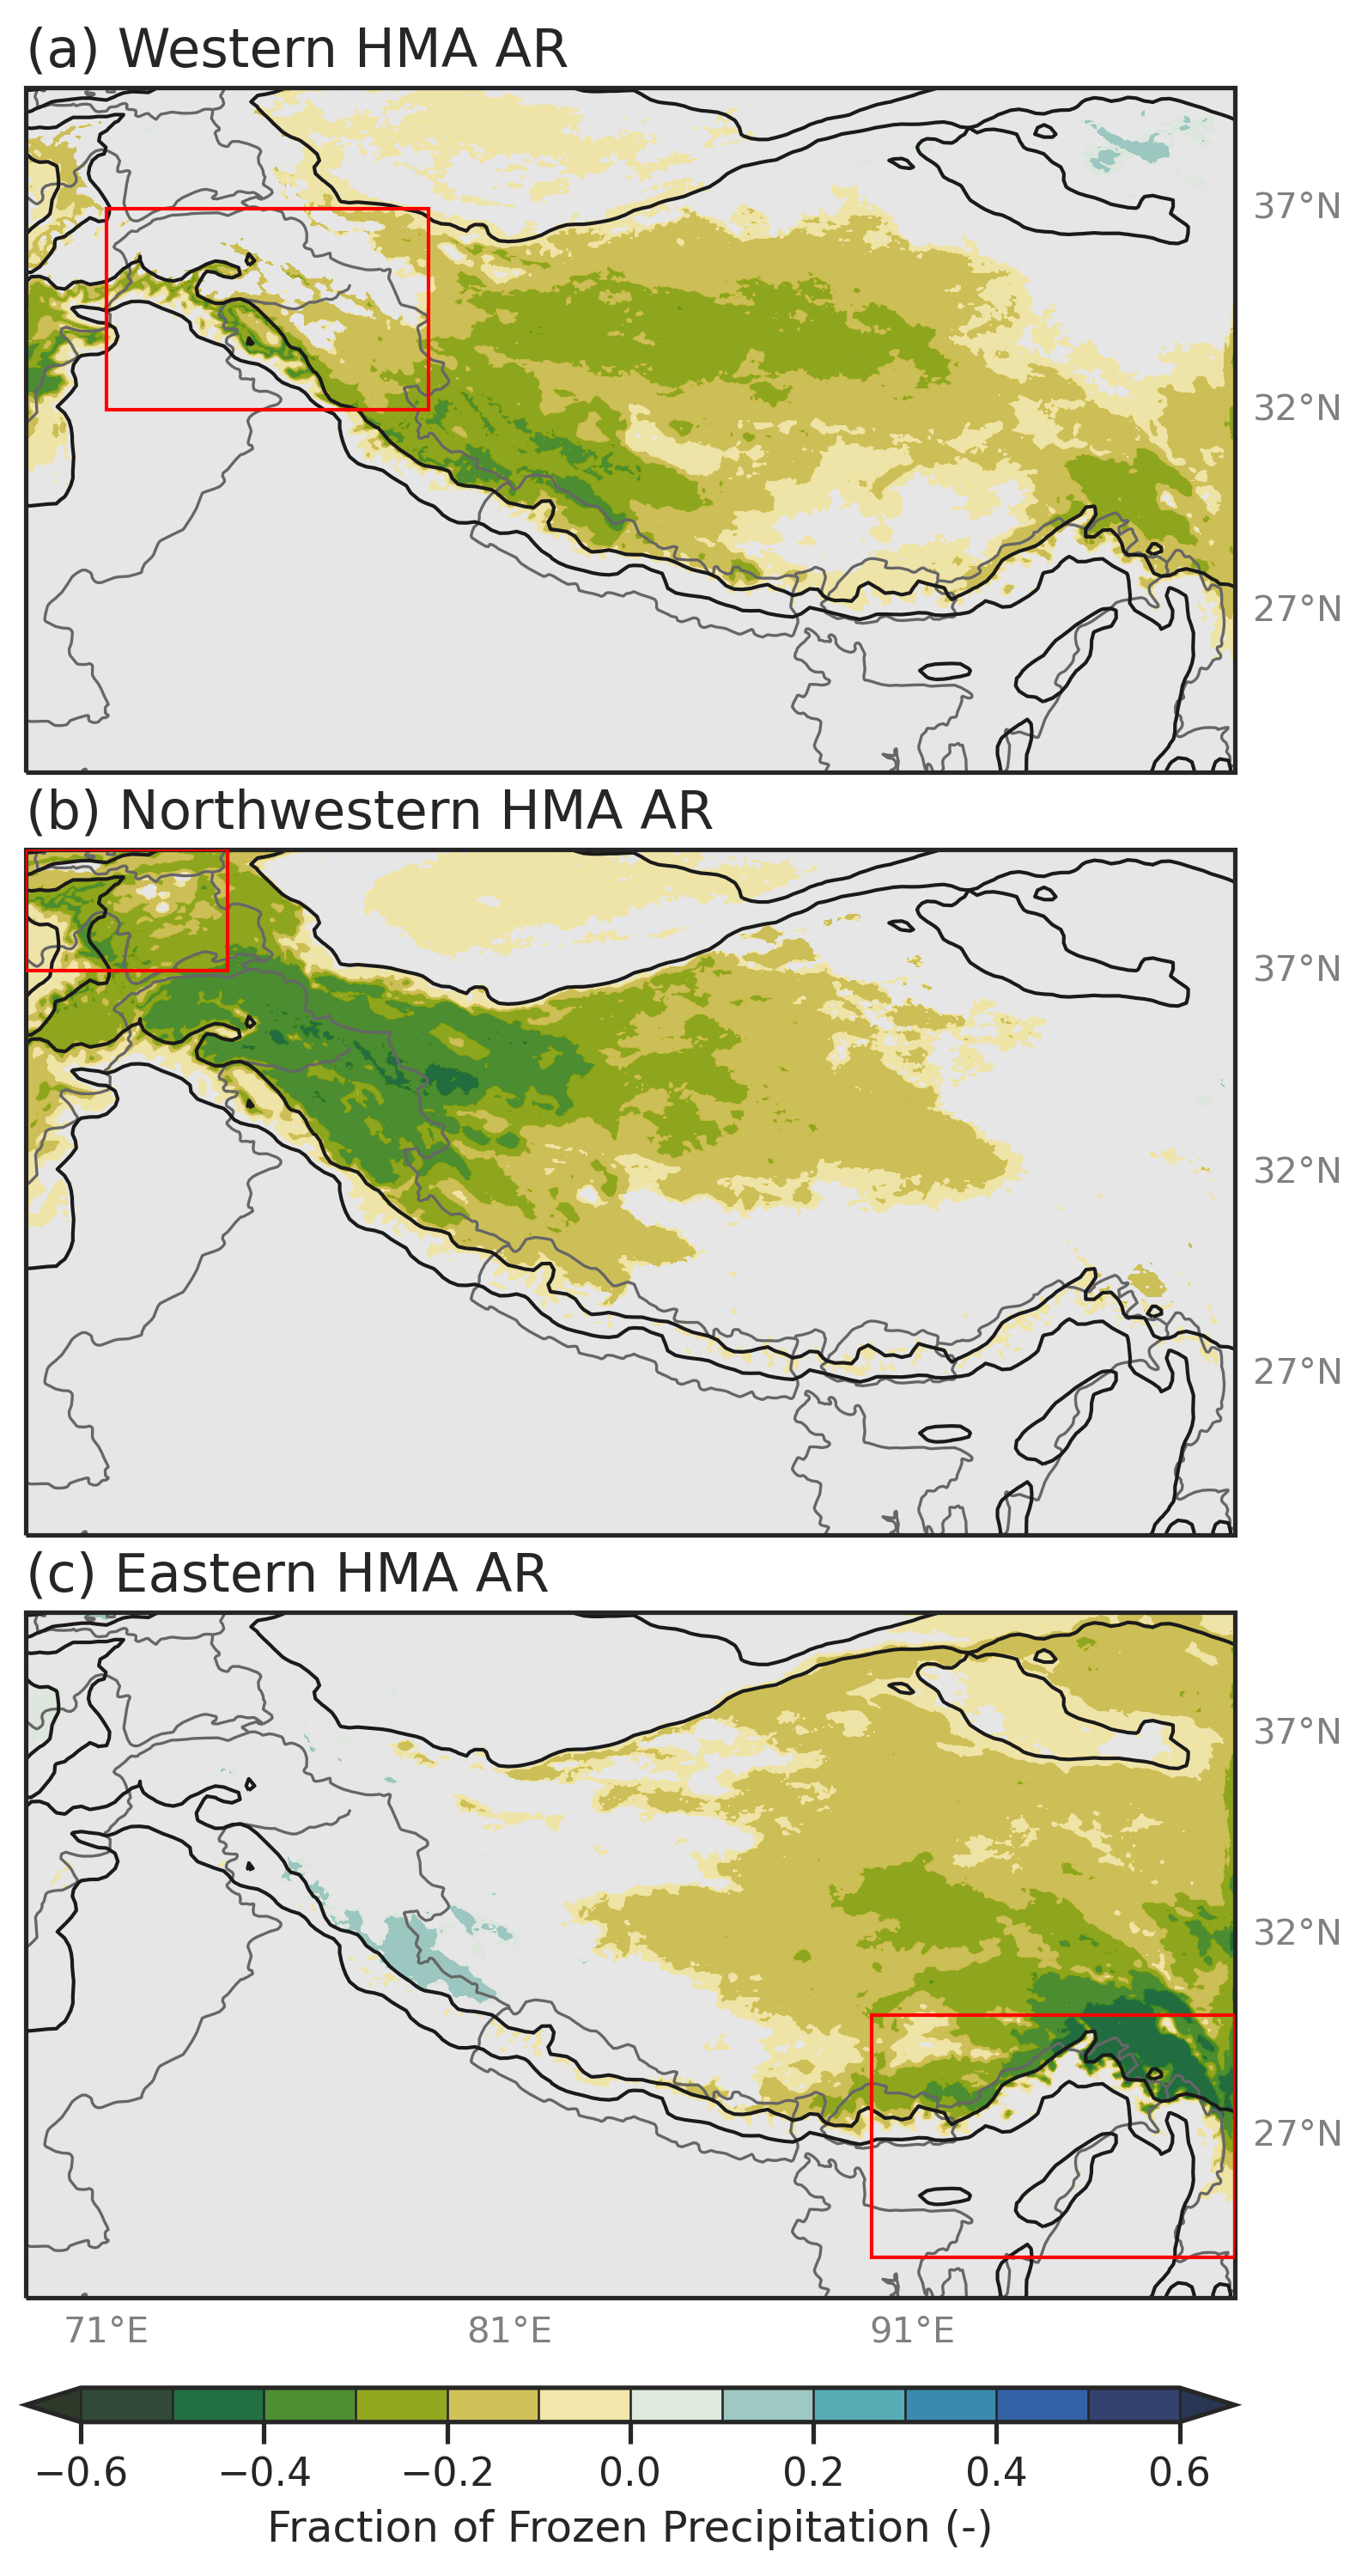 (a) Western HMA AR
37°N
32°N
27°N
(b) Northwestern HMA AR
37°N
32°N
27°N
(c) Eastern HMA AR
37°N
32°N
27°N
71°E 81°E 91°E
−0.6 −0.4 −0.2 0.0 0.2 0.4 0.6
Fraction of Frozen Precipitation (-)